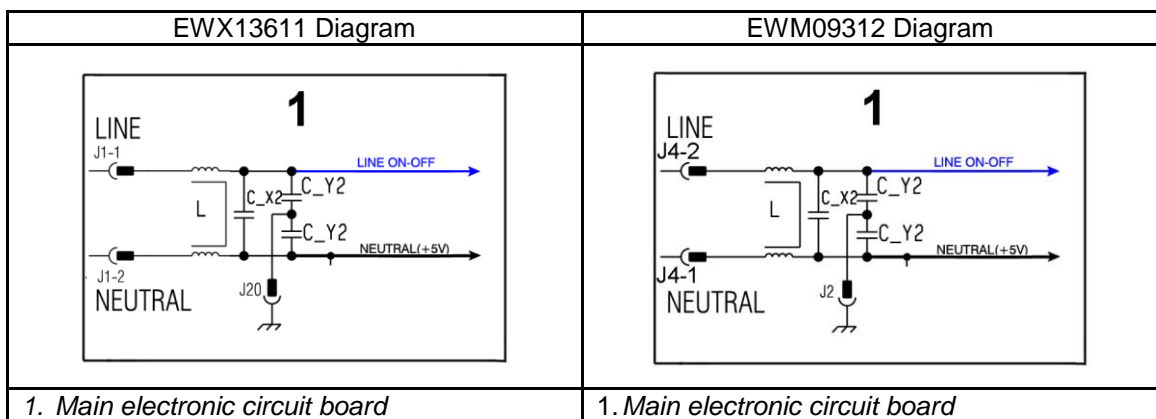 EWX13611 Diagram
EWM09312 Diagram
1
LINE
J1-1
LINE ON-OFF
C_Y2
C_X2
L
C_Y2
NEUTRAL(+5V)
J1-2
NEUTRAL
J20
1
LINE
J4-2
LINE ON-OFF
C_Y2
C_X2
L
C_Y2
NEUTRAL(+5V)
J4-1
NEUTRAL
J2
1. Main electronic circuit board
1. Main electronic circuit board